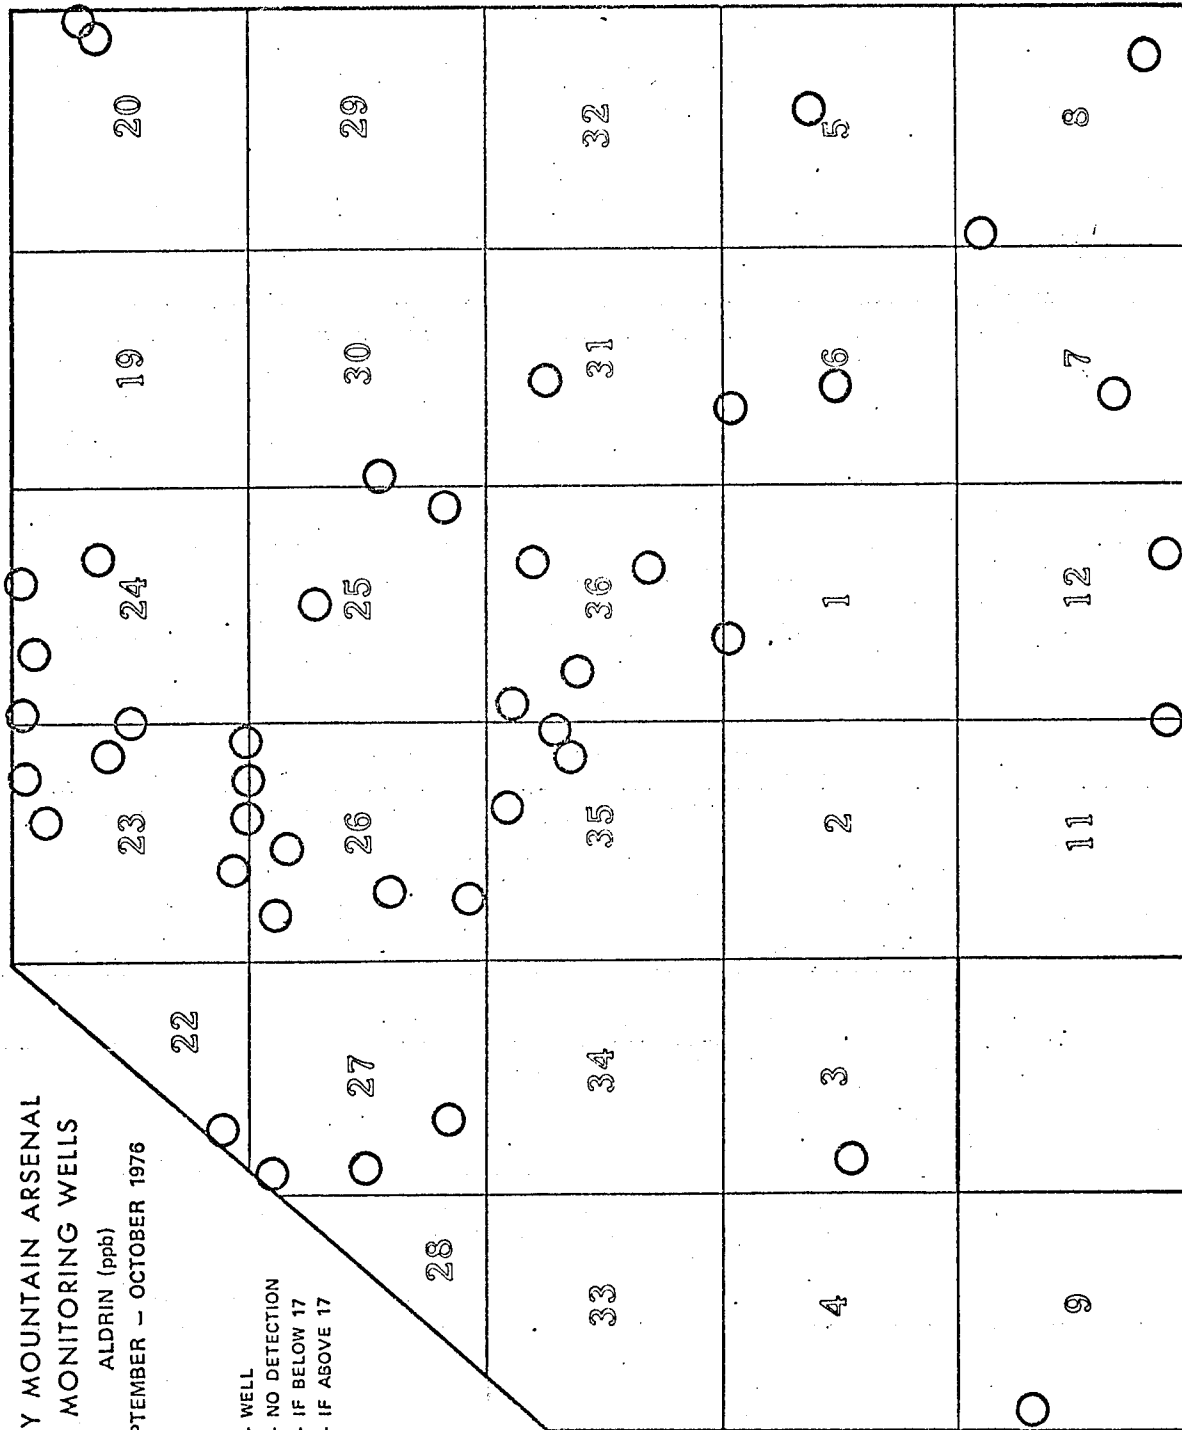 Y MOUNTAIN ARSENAL
MONITORING WELLS
ALDRIN (ppb)
PTEMBER – OCTOBER 1976
- WELL
- NO DETECTION
- IF BELOW 17
- IF ABOVE 17
22 23 24 19 20
28 27 26 25 30 29
33 34 35 36 31 32
4 3 2 1 6 5
9 11 12 7 8